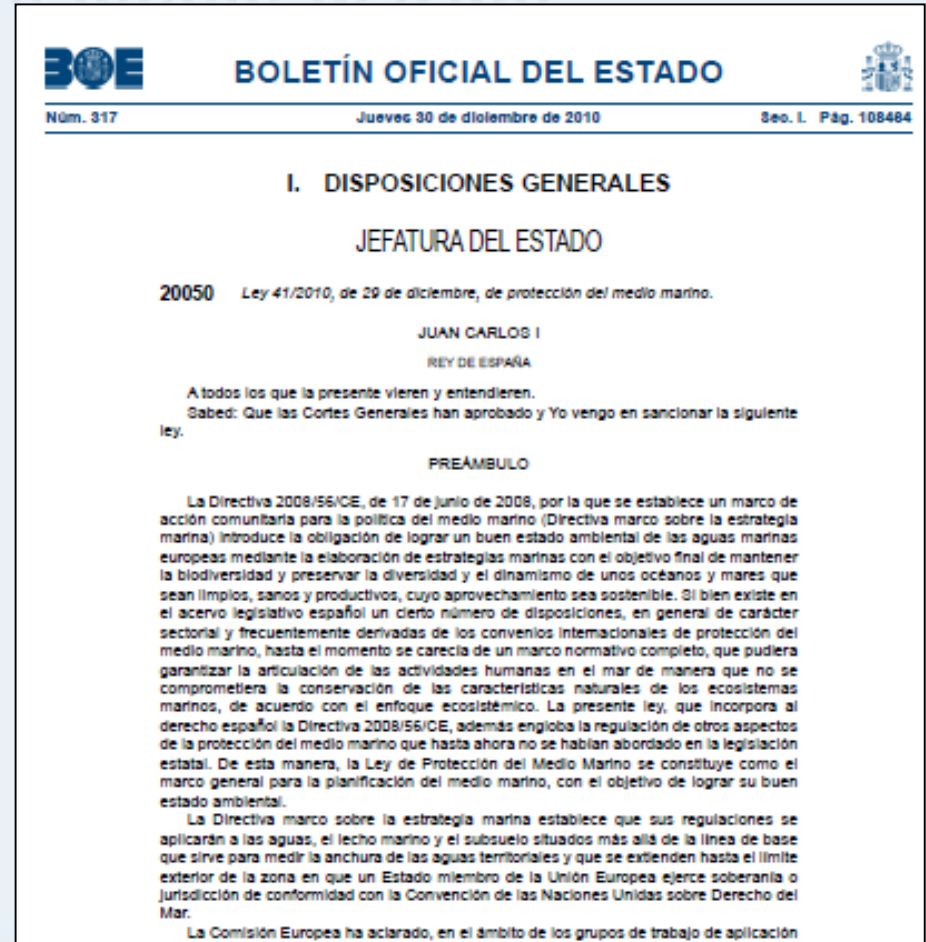 BOE
BOLETÍN OFICIAL DEL ESTADO
Núm. 317 Jueves 30 de diciembre de 2010 Sec. I. Pág. 108464
I. DISPOSICIONES GENERALES
JEFATURA DEL ESTADO
20050 Ley 41/2010, de 29 de diciembre, de protección del medio marino.
JUAN CARLOS I
REY DE ESPAÑA
A todos los que la presente vieren y entendieren.
Sabed: Que las Cortes Generales han aprobado y Yo vengo en sancionar la siguiente
ley.
PREÁMBULO
La Directiva 2008/56/CE, de 17 de junio de 2008, por la que se establece un marco de
acción comunitaria para la política del medio marino (Directiva marco sobre la estrategia
marina) introduce la obligación de lograr un buen estado ambiental de las aguas marinas
europeas mediante la elaboración de estrategias marinas con el objetivo final de mantener
la biodiversidad y preservar la diversidad y el dinamismo de unos océanos y mares que
sean limpios, sanos y productivos, cuyo aprovechamiento sea sostenible. Si bien existe en
el acervo legislativo español un cierto número de disposiciones, en general de carácter
sectorial y frecuentemente derivadas de los convenios internacionales de protección del
medio marino, hasta el momento se carecía de un marco normativo completo, que pudiera
garantizar la articulación de las actividades humanas en el mar de manera que no se
comprometiera la conservación de las características naturales de los ecosistemas
marinos, de acuerdo con el enfoque ecosistémico. La presente ley, que incorpora al
derecho español la Directiva 2008/56/CE, además engloba la regulación de otros aspectos
de la protección del medio marino que hasta ahora no se habían abordado en la legislación
estatal. De esta manera, la Ley de Protección del Medio Marino se constituye como el
marco general para la planificación del medio marino, con el objetivo de lograr su buen
estado ambiental.
La Directiva marco sobre la estrategia marina establece que sus regulaciones se
aplicarán a las aguas, el lecho marino y el subsuelo situados más allá de la línea de base
que sirve para medir la anchura de las aguas territoriales y que se extienden hasta el límite
exterior de la zona en que un Estado miembro de la Unión Europea ejerce soberanía o
jurisdicción de conformidad con la Convención de las Naciones Unidas sobre Derecho del
Mar.
La Comisión Europea ha aclarado, en el ámbito de los grupos de trabajo de aplicación